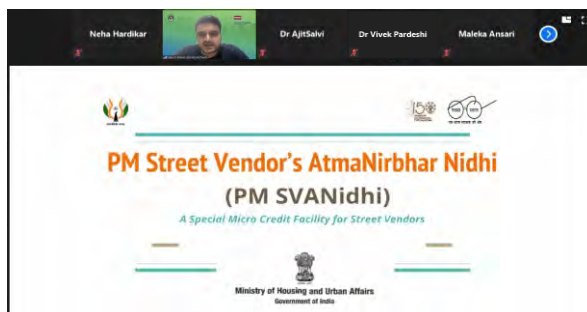 Neha Hardikar
Dr AjitSalvi
Dr Vivek Pardeshi
Maleka Ansari
PM Street Vendor's AtmaNirbhar Nidhi
(PM SVANidhi)
A Special Micro Credit Facility for Street Vendors
Ministry of Housing and Urban Affairs
Government of India